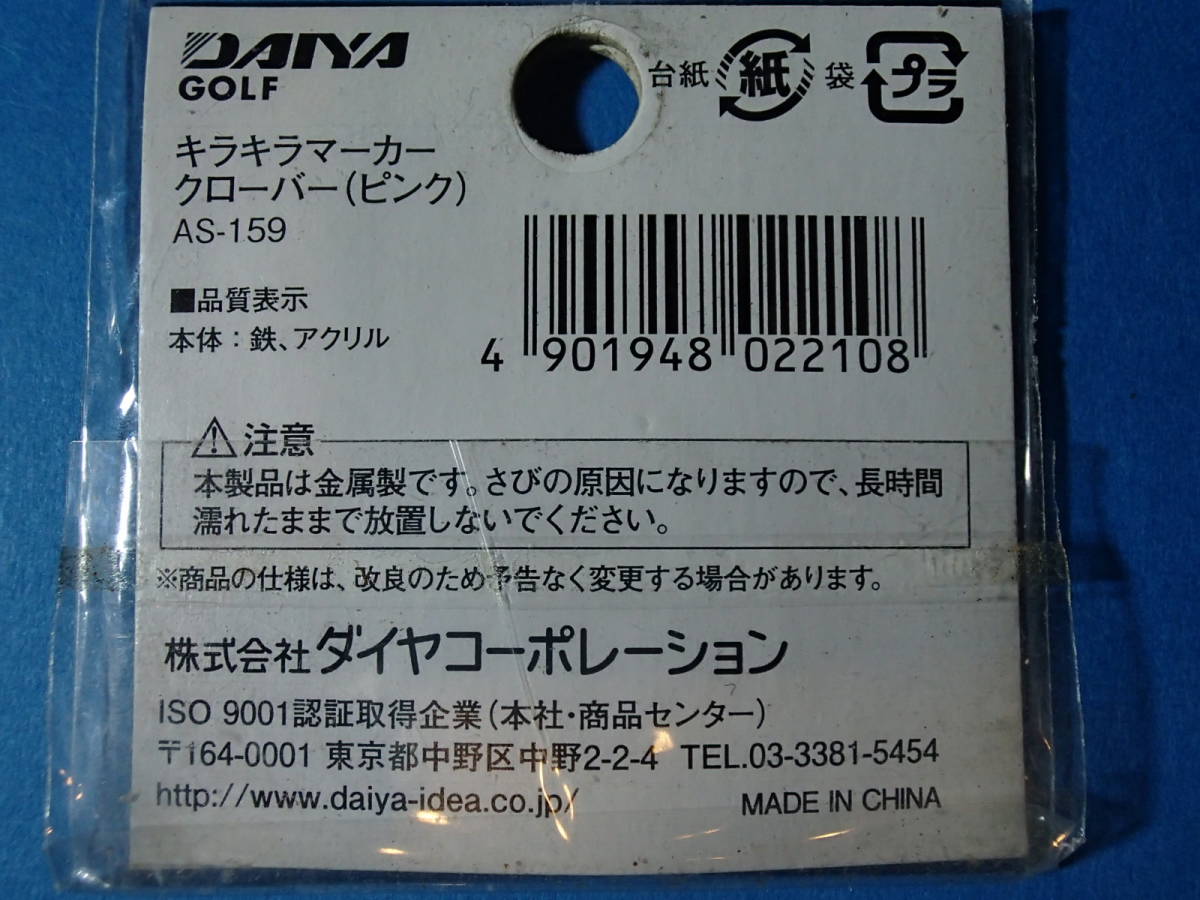 DAIYA
GOLF
台紙 紙 袋 プラ
キラキラマーカー
クローバー(ピンク)
AS-159
■品質表示
本体:鉄、アクリル
4 901948 022108
⚠注意
本製品は金属製です。さびの原因になりますので、長時間
濡れたままで放置しないでください。
※商品の仕様は、改良のため予告なく変更する場合があります。
株式会社ダイヤコーポレーション
ISO 9001認証取得企業(本社・商品センター)
〒164-0001 東京都中野区中野2-2-4 TEL.03-3381-5454
http://www.daiya-idea.co.jp/ MADE IN CHINA